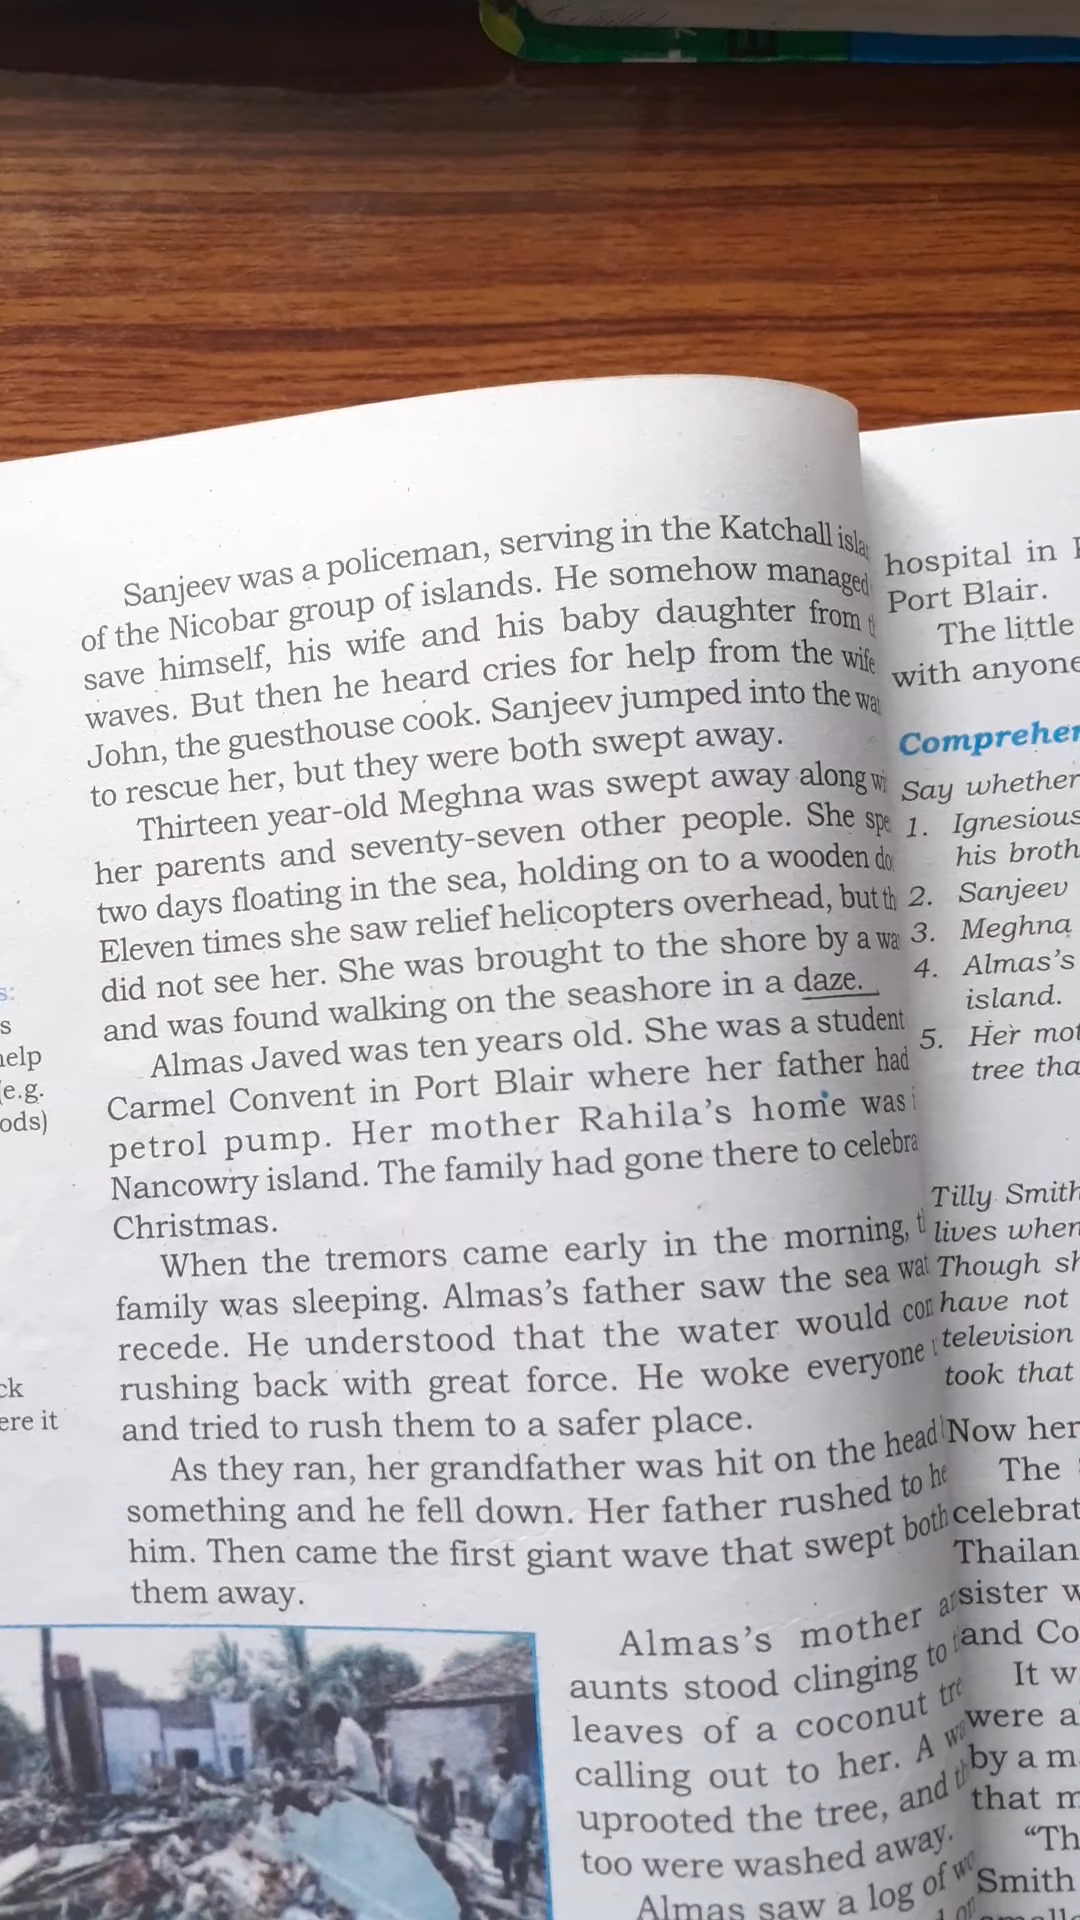 Sanjeev was a policeman, serving in the Katchall
of the Nicobar group of islands. He somehow managed
save himself, his wife and his baby daughter from
waves. But then he heard cries for help from the wife
John, the guesthouse cook. Sanjeev jumped into the
to rescue her, but they were both swept away.
Thirteen year-old Meghna was swept away along
her parents and seventy-seven other people. She
two days floating in the sea, holding on to a wooden
Eleven times she saw relief helicopters overhead, but
did not see her. She was brought to the shore by a
and was found walking on the seashore in a daze.
Almas Javed was ten years old. She was a student
Carmel Convent in Port Blair where her father had
petrol pump. Her mother Rahila's home was
Nancowry island. The family had gone there to
Christmas.
When the tremors came early in the morning,
family was sleeping. Almas's father saw the sea
recede. He understood that the water would
rushing back with great force. He woke everyone
and tried to rush them to a safer place.
As they ran, her grandfather was hit on the head
something and he fell down. Her father rushed to
him. Then came the first giant wave that swept both
them away.
Almas's mother
aunts stood clinging to
leaves of a coconut
calling out to her. A
uprooted the tree, and
too were washed away.
Almas saw a log of
s:
s
help
(e.g.
ods)
ck
ere it
hospital in
Port Blair.
The little
with anyone
Comprehen
Say whether
1. Ignesious
his broth
2. Sanjeev
3. Meghna
4. Almas's
island.
5. Her mot
tree tha
Tilly Smith
lives when
Though sh
have not
television
took that
Now her
The
celebrat
Thailan
sister w
and Co
It w
were a
by a m
that m
"Th
Smith